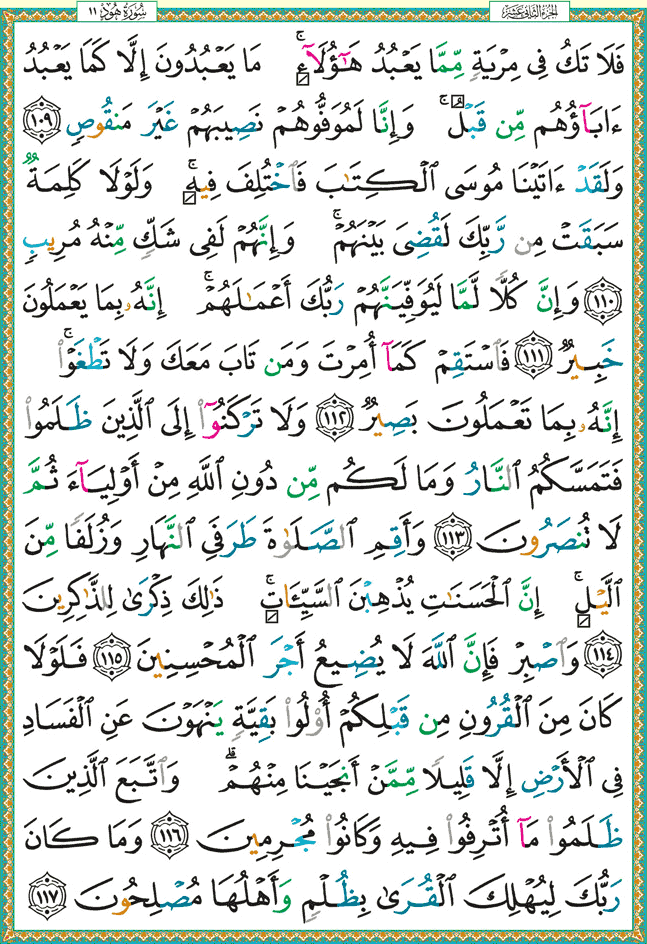 الجزء الثاني عشر
سُورَةُ هُود ١١
فَلَا تَكُ فِى مِرْيَةٍ مِّمَّا يَعْبُدُ هَٰٓؤُلَآءِ ۚ مَا يَعْبُدُونَ إِلَّا كَمَا يَعْبُدُ
ءَابَآؤُهُم مِّن قَبْلُ ۚ وَإِنَّا لَمُوَفُّوهُمْ نَصِيبَهُمْ غَيْرَ مَنقُوصٍ ١٠٩
وَلَقَدْ ءَاتَيْنَا مُوسَى ٱلْكِتَٰبَ فَٱخْتُلِفَ فِيهِ ۚ وَلَوْلَا كَلِمَةٌ
سَبَقَتْ مِن رَّبِّكَ لَقُضِىَ بَيْنَهُمْ ۚ وَإِنَّهُمْ لَفِى شَكٍّ مِّنْهُ مُرِيبٍ
١١٠ وَإِنَّ كُلًّا لَّمَّا لَيُوَفِّيَنَّهُمْ رَبُّكَ أَعْمَٰلَهُمْ ۚ إِنَّهُۥ بِمَا يَعْمَلُونَ
خَبِيرٌ ١١١ فَٱسْتَقِمْ كَمَآ أُمِرْتَ وَمَن تَابَ مَعَكَ وَلَا تَطْغَوْا۟ ۚ
إِنَّهُۥ بِمَا تَعْمَلُونَ بَصِيرٌ ١١٢ وَلَا تَرْكَنُوٓا۟ إِلَى ٱلَّذِينَ ظَلَمُوا۟
فَتَمَسَّكُمُ ٱلنَّارُ وَمَا لَكُم مِّن دُونِ ٱللَّهِ مِنْ أَوْلِيَآءَ ثُمَّ
لَا تُنصَرُونَ ١١٣ وَأَقِمِ ٱلصَّلَوٰةَ طَرَفَىِ ٱلنَّهَارِ وَزُلَفًا مِّنَ
ٱلَّيْلِ ۚ إِنَّ ٱلْحَسَنَٰتِ يُذْهِبْنَ ٱلسَّيِّـَٔاتِ ۚ ذَٰلِكَ ذِكْرَىٰ لِلذَّٰكِرِينَ
١١٤ وَٱصْبِرْ فَإِنَّ ٱللَّهَ لَا يُضِيعُ أَجْرَ ٱلْمُحْسِنِينَ ١١٥ فَلَوْلَا
كَانَ مِنَ ٱلْقُرُونِ مِن قَبْلِكُمْ أُو۟لُوا۟ بَقِيَّةٍ يَنْهَوْنَ عَنِ ٱلْفَسَادِ
فِى ٱلْأَرْضِ إِلَّا قَلِيلًا مِّمَّنْ أَنجَيْنَا مِنْهُمْ ۗ وَٱتَّبَعَ ٱلَّذِينَ
ظَلَمُوا۟ مَآ أُتْرِفُوا۟ فِيهِ وَكَانُوا۟ مُجْرِمِينَ ١١٦ وَمَا كَانَ
رَبُّكَ لِيُهْلِكَ ٱلْقُرَىٰ بِظُلْمٍ وَأَهْلُهَا مُصْلِحُونَ ١١٧